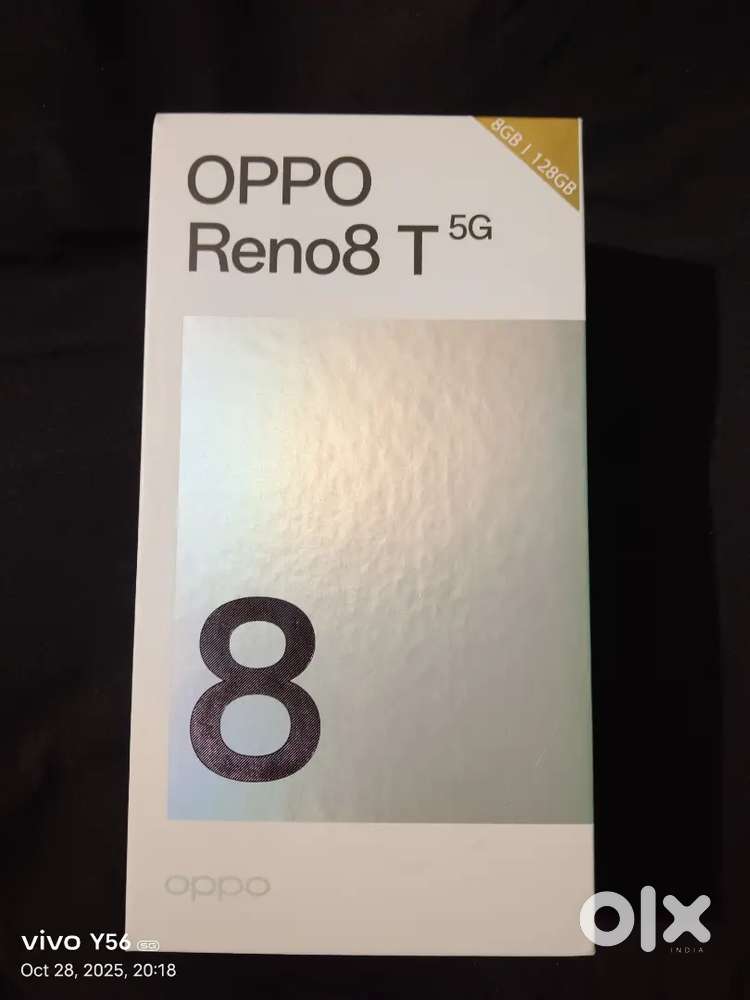 8GB | 128GB
OPPO
Reno8 T 5G
8
oppo
vivo Y56 5G
Oct 28, 2025, 20:18
olx
INDIA